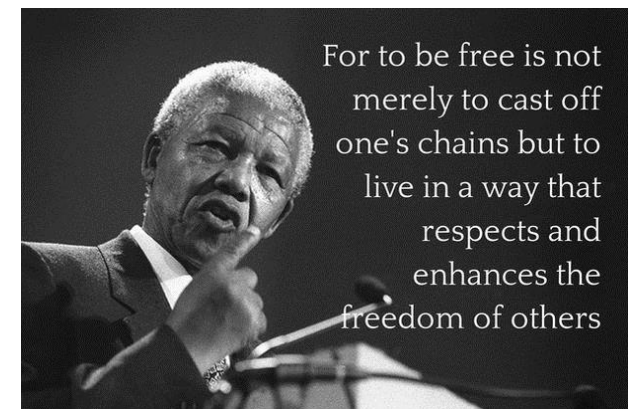 For to be free is not
merely to cast off
one's chains but to
live in a way that
respects and
enhances the
freedom of others